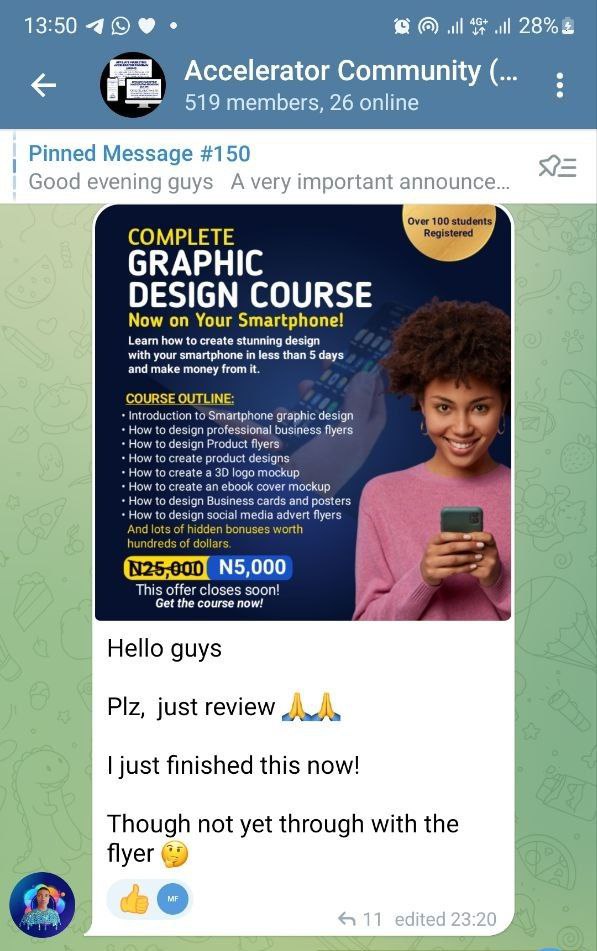 13:50
4G+
28%
Accelerator Community (...
519 members, 26 online
Pinned Message #150
Good evening guys A very important announce...
Over 100 students
Registered
COMPLETE
GRAPHIC
DESIGN COURSE
Now on Your Smartphone!
Learn how to create stunning design
with your smartphone in less than 5 days
and make money from it.
COURSE OUTLINE:
• Introduction to Smartphone graphic design
• How to design professional business flyers
• How to design Product flyers
• How to create product designs
• How to create a 3D logo mockup
• How to create an ebook cover mockup
• How to design Business cards and posters
• How to design social media advert flyers
And lots of hidden bonuses worth
hundreds of dollars.
N25,000 N5,000
This offer closes soon!
Get the course now!
Hello guys
Plz, just review 🙏🙏
I just finished this now!
Though not yet through with the
flyer 🤔
👍 MF
11 edited 23:20